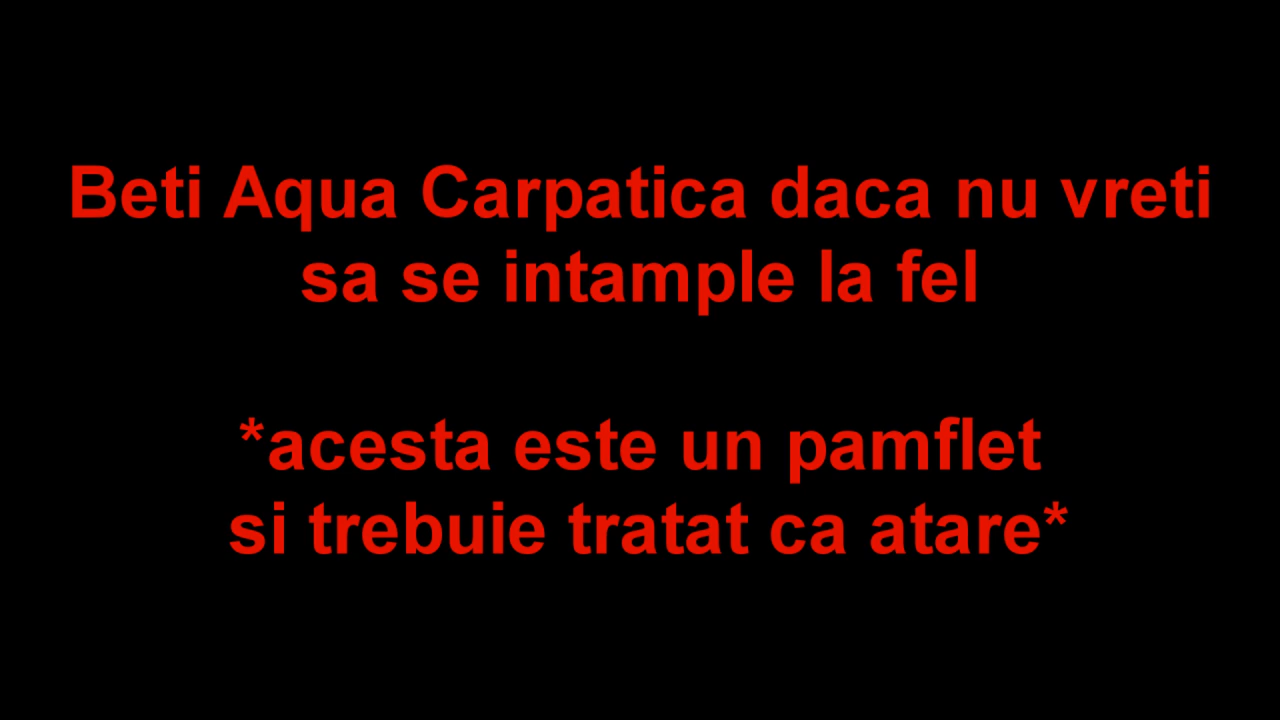 Beti Aqua Carpatica daca nu vreti
sa se intample la fel
*acesta este un pamflet
si trebuie tratat ca atare*